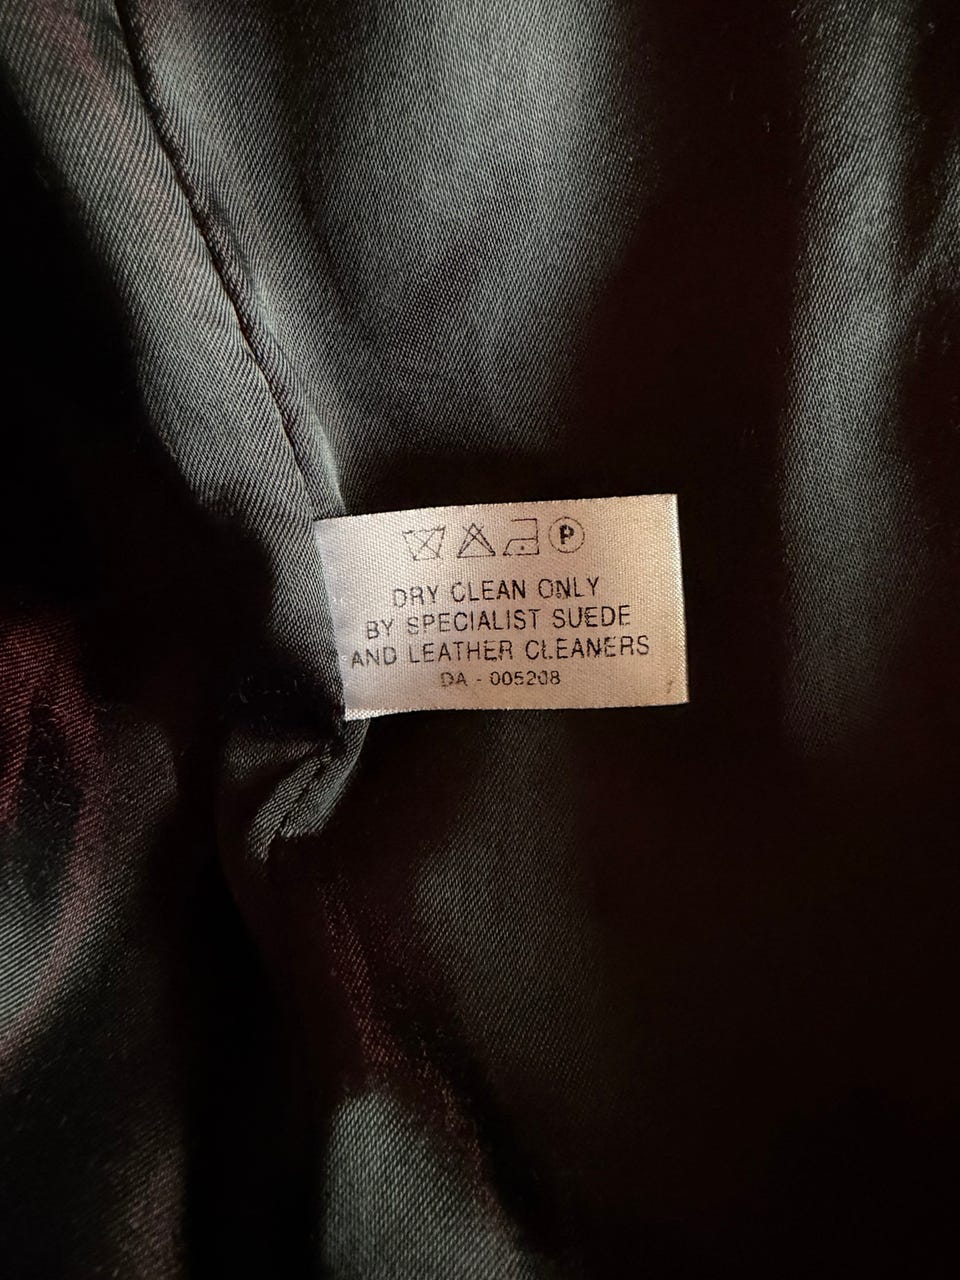 P
DRY CLEAN ONLY
BY SPECIALIST SUEDE
AND LEATHER CLEANERS
DA - 005208